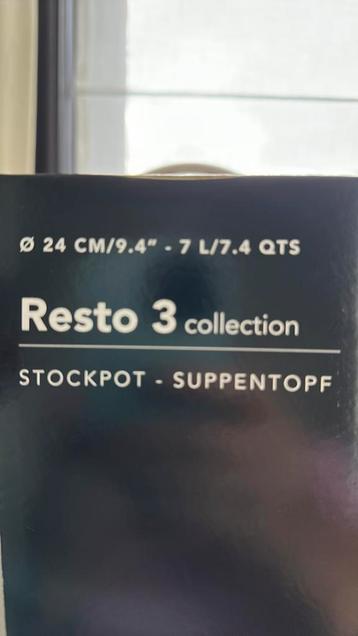 Ø 24 CM/9.4" - 7 L/7.4 QTS
Resto 3 collection
STOCKPOT - SUPPENTOPF